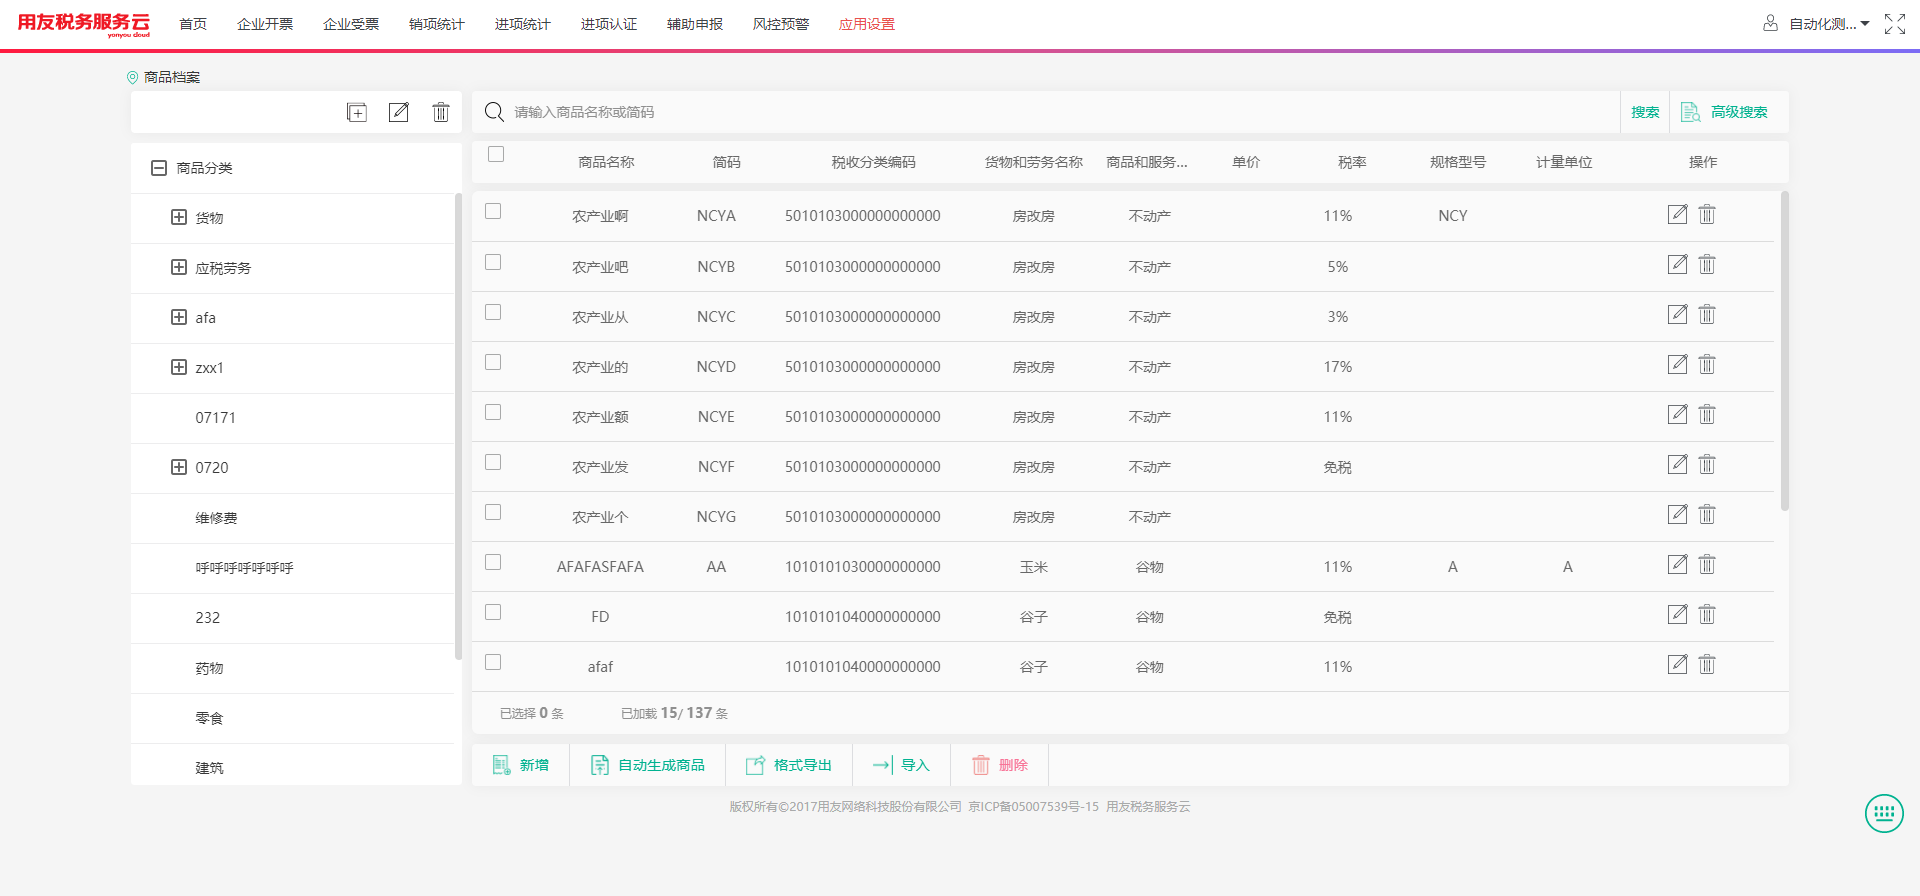 用友税务服务云 首页 企业开票 企业受票 销项统计 进项统计 进项认证 辅助申报 风控预警 应用设置 自动化测...
yonyou cloud
商品档案
请输入商品名称或简码 搜索 高级搜索
商品分类
货物
应税劳务
afa
zxx1
07171
0720
维修费
呼呼呼呼呼呼呼
232
药物
零食
建筑
商品名称 简码 税收分类编码 货物和劳务名称 商品和服务... 单价 税率 规格型号 计量单位 操作
农产业啊 NCYA 5010103000000000000 房改房 不动产 11% NCY
农产业吧 NCYB 5010103000000000000 房改房 不动产 5%
农产业从 NCYC 5010103000000000000 房改房 不动产 3%
农产业的 NCYD 5010103000000000000 房改房 不动产 17%
农产业额 NCYE 5010103000000000000 房改房 不动产 11%
农产业发 NCYF 5010103000000000000 房改房 不动产 免税
农产业个 NCYG 5010103000000000000 房改房 不动产
AFAFASFAFA AA 1010101030000000000 玉米 谷物 11% A A
FD 1010101040000000000 谷子 谷物 免税
afaf 1010101040000000000 谷子 谷物 11%
已选择 0 条 已加载 15/ 137 条
新增 自动生成商品 格式导出 导入 删除
版权所有©2017用友网络科技股份有限公司 京ICP备05007539号-15 用友税务服务云